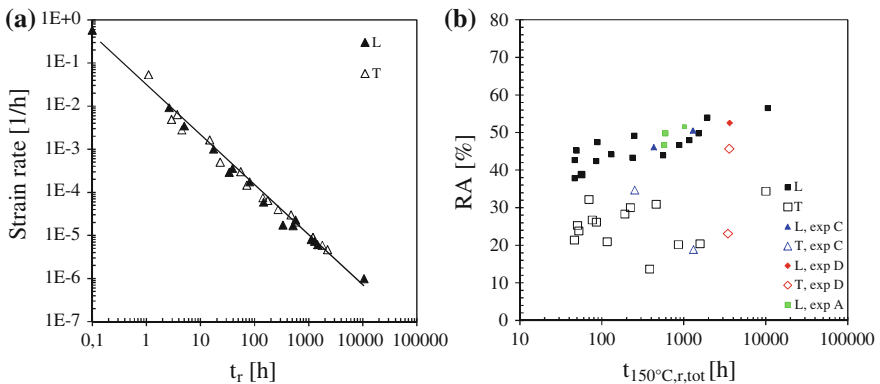 (a)
Strain rate [1/h]
1E+0
1E-1
1E-2
1E-3
1E-4
1E-5
1E-6
1E-7
0,1
1
10
100
1000
10000
100000
t_r [h]
L
T
(b)
RA [%]
80
70
60
50
40
30
20
10
0
10
100
1000
10000
100000
t_150°C,r,tot [h]
L
T
L, exp C
T, exp C
L, exp D
T, exp D
L, exp A